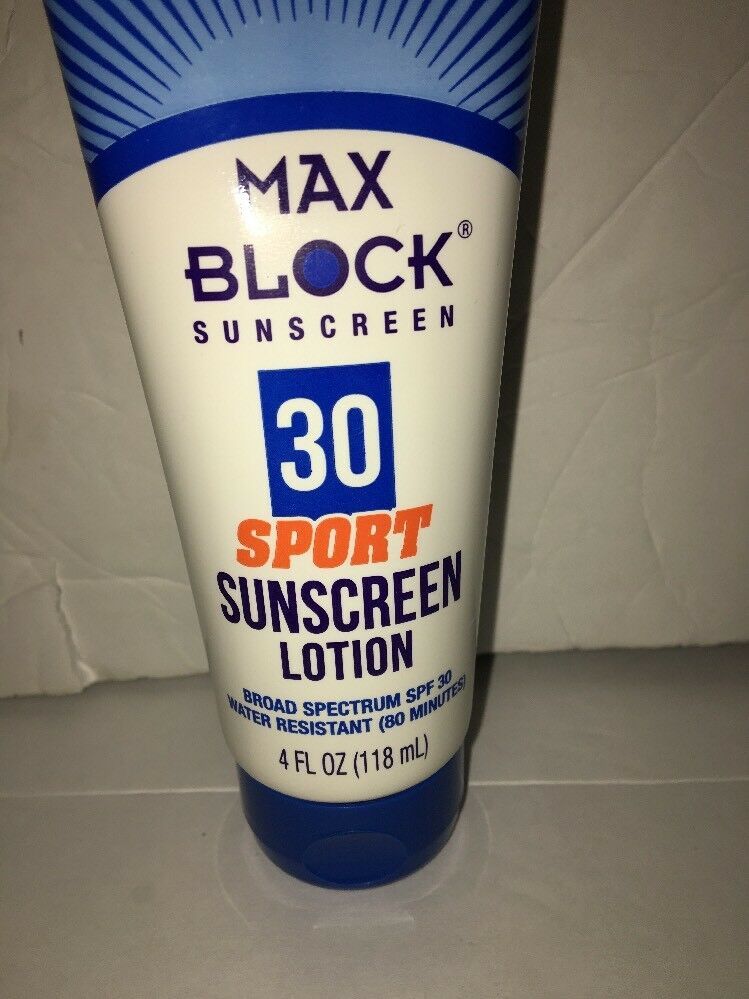 MAX
BLOCK®
SUNSCREEN
30
SPORT
SUNSCREEN
LOTION
BROAD SPECTRUM SPF 30
WATER RESISTANT (80 MINUTES)
4 FL OZ (118 mL)